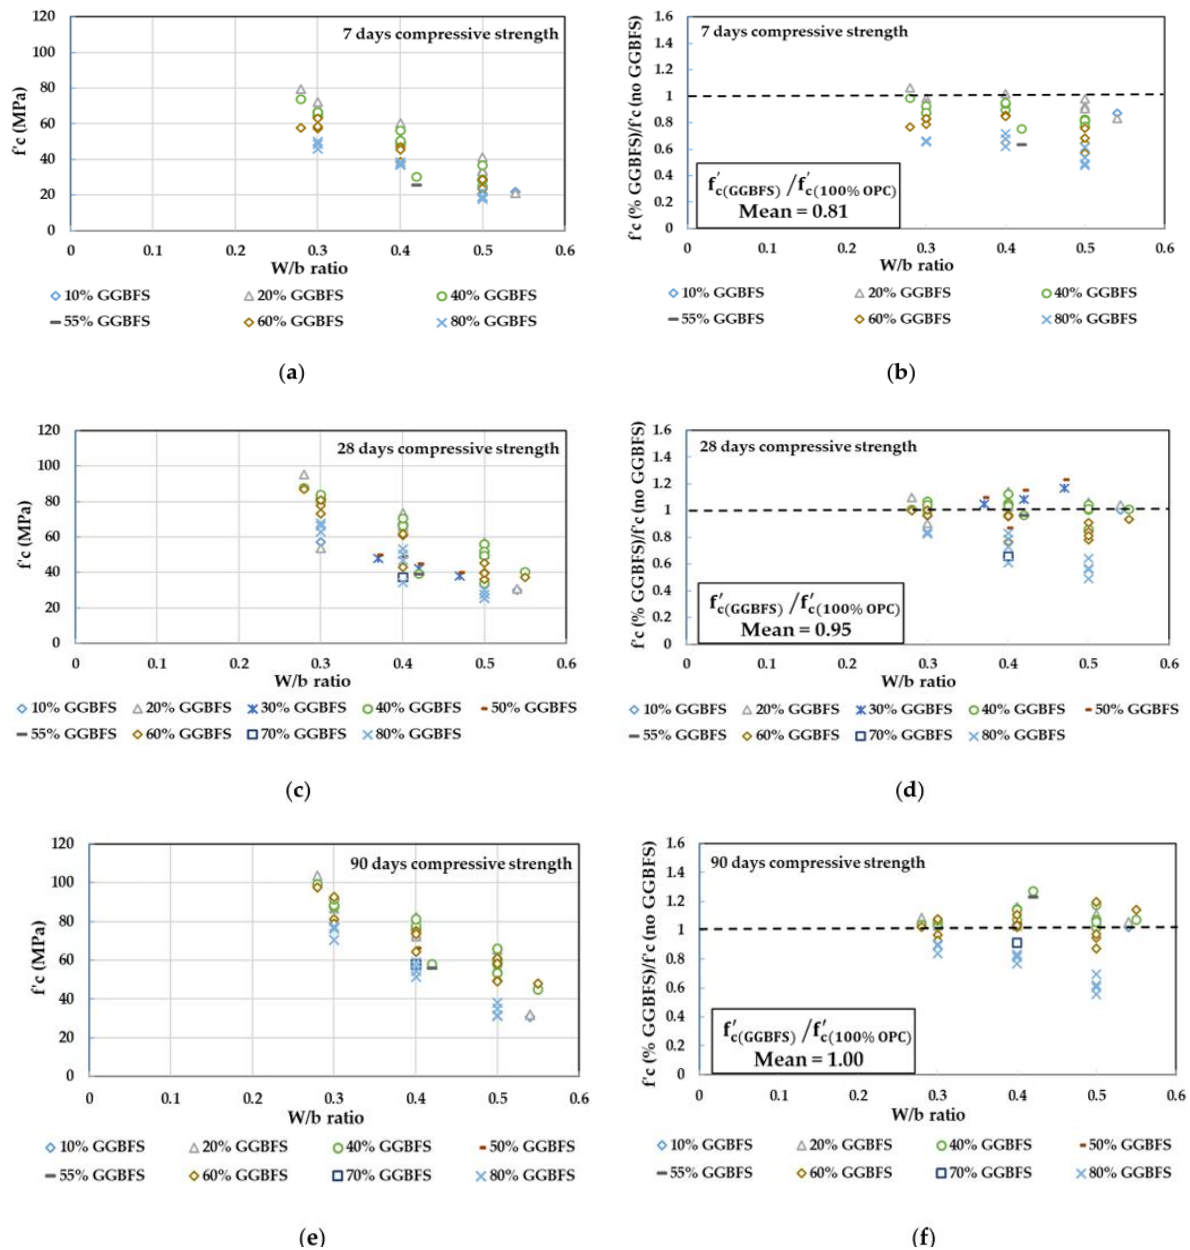 7 days compressive strength
f'c (MPa)
120
100
80
60
40
20
0
0 0.1 0.2 0.3 0.4 0.5 0.6
W/b ratio
10% GGBFS 20% GGBFS 40% GGBFS
55% GGBFS 60% GGBFS 80% GGBFS
(a)
7 days compressive strength
f'c (% GGBFS)/f'c (no GGBFS)
1.6
1.4
1.2
1
0.8
0.6
0.4
0.2
0
f′c(GGBFS) /f′c(100% OPC)
Mean = 0.81
0 0.1 0.2 0.3 0.4 0.5 0.6
W/b ratio
10% GGBFS 20% GGBFS 40% GGBFS
55% GGBFS 60% GGBFS 80% GGBFS
(b)
28 days compressive strength
f'c (MPa)
120
100
80
60
40
20
0
0 0.1 0.2 0.3 0.4 0.5 0.6
W/b ratio
10% GGBFS 20% GGBFS 30% GGBFS 40% GGBFS 50% GGBFS
55% GGBFS 60% GGBFS 70% GGBFS 80% GGBFS
(c)
28 days compressive strength
f'c (% GGBFS)/f'c (no GGBFS)
1.6
1.4
1.2
1
0.8
0.6
0.4
0.2
0
f′c(GGBFS) /f′c(100% OPC)
Mean = 0.95
0 0.1 0.2 0.3 0.4 0.5 0.6
W/b ratio
10% GGBFS 20% GGBFS 30% GGBFS 40% GGBFS 50% GGBFS
55% GGBFS 60% GGBFS 70% GGBFS 80% GGBFS
(d)
90 days compressive strength
f'c (MPa)
120
100
80
60
40
20
0
0 0.1 0.2 0.3 0.4 0.5 0.6
W/b ratio
10% GGBFS 20% GGBFS 40% GGBFS 50% GGBFS
55% GGBFS 60% GGBFS 70% GGBFS 80% GGBFS
(e)
90 days compressive strength
f'c (% GGBFS)/f'c (no GGBFS)
1.6
1.4
1.2
1
0.8
0.6
0.4
0.2
0
f′c(GGBFS) /f′c(100% OPC)
Mean = 1.00
0 0.1 0.2 0.3 0.4 0.5 0.6
W/b ratio
10% GGBFS 20% GGBFS 40% GGBFS 50% GGBFS
55% GGBFS 60% GGBFS 70% GGBFS 80% GGBFS
(f)